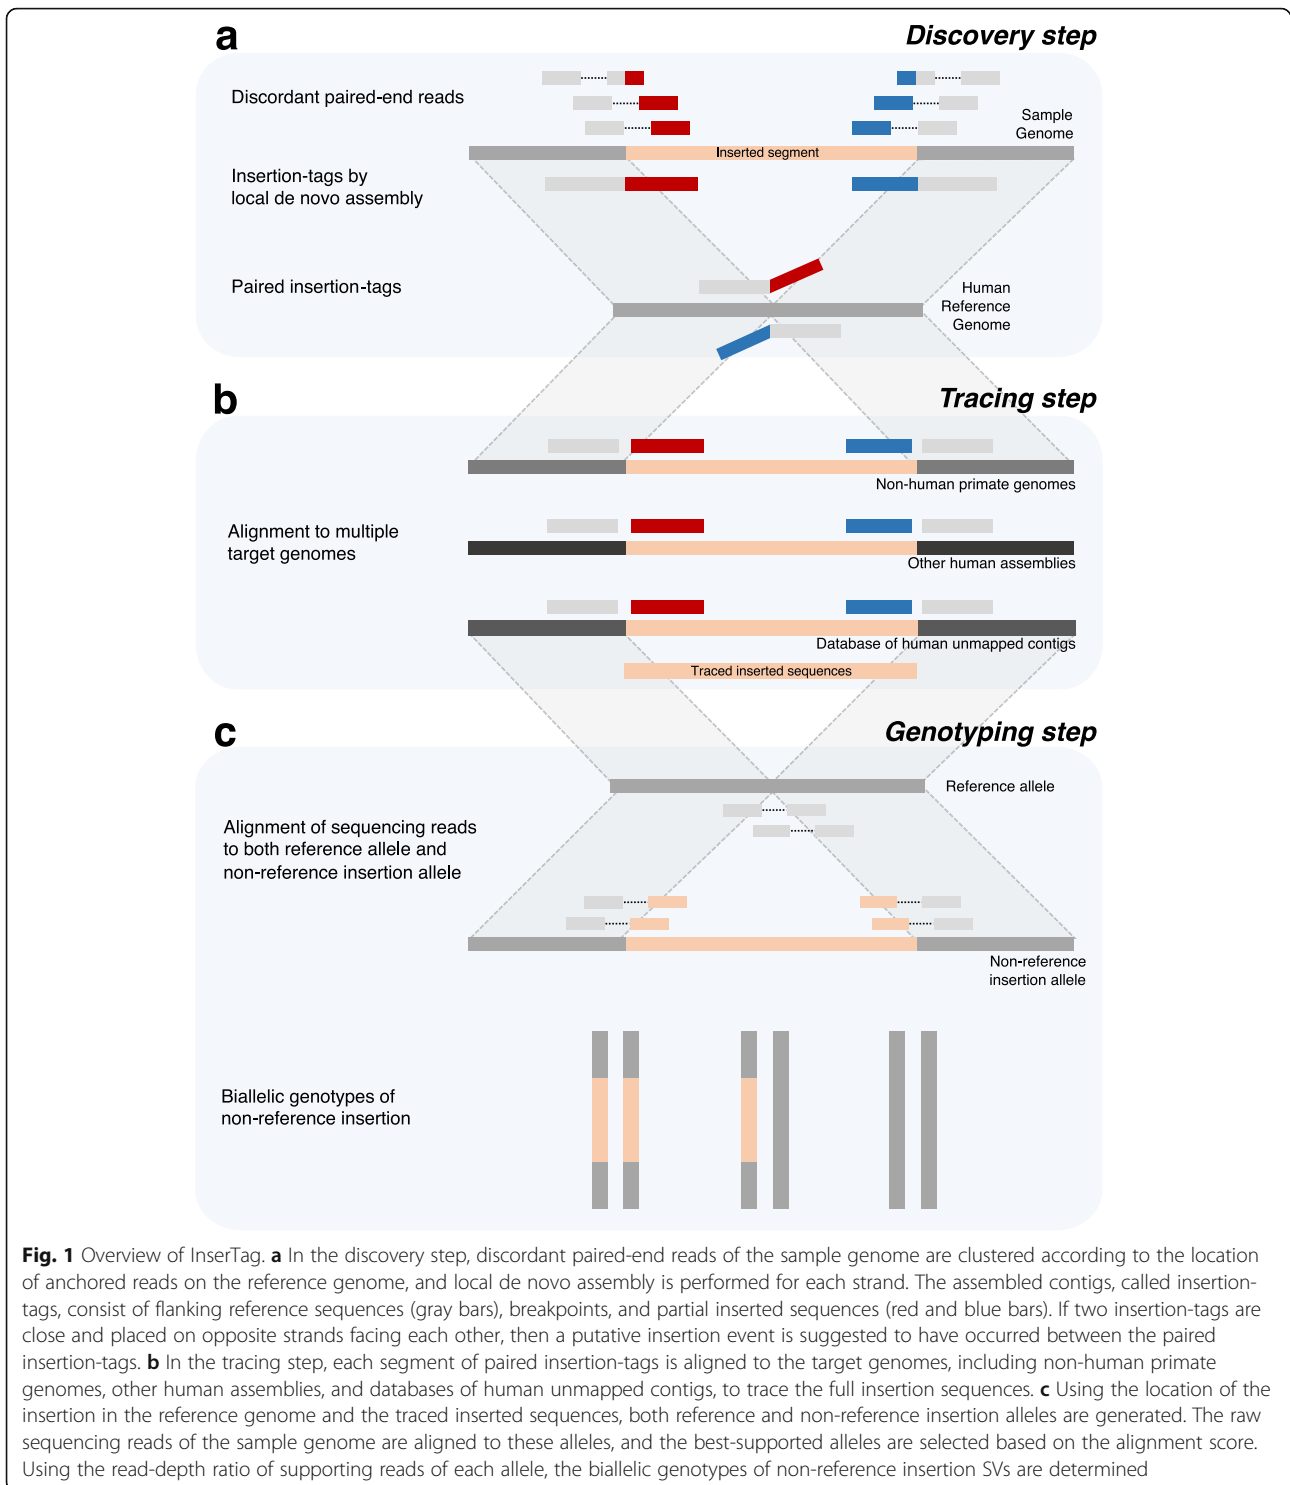 a
Discovery step
Discordant paired-end reads
Sample
Genome
Inserted segment
Insertion-tags by
local de novo assembly
Paired insertion-tags
Human
Reference
Genome
b
Tracing step
Non-human primate genomes
Alignment to multiple
target genomes
Other human assemblies
Database of human unmapped contigs
Traced inserted sequences
c
Genotyping step
Reference allele
Alignment of sequencing reads
to both reference allele and
non-reference insertion allele
Non-reference
insertion allele
Biallelic genotypes of
non-reference insertion
Fig. 1 Overview of InserTag. a In the discovery step, discordant paired-end reads of the sample genome are clustered according to the location
of anchored reads on the reference genome, and local de novo assembly is performed for each strand. The assembled contigs, called insertion-
tags, consist of flanking reference sequences (gray bars), breakpoints, and partial inserted sequences (red and blue bars). If two insertion-tags are
close and placed on opposite strands facing each other, then a putative insertion event is suggested to have occurred between the paired
insertion-tags. b In the tracing step, each segment of paired insertion-tags is aligned to the target genomes, including non-human primate
genomes, other human assemblies, and databases of human unmapped contigs, to trace the full insertion sequences. c Using the location of the
insertion in the reference genome and the traced inserted sequences, both reference and non-reference insertion alleles are generated. The raw
sequencing reads of the sample genome are aligned to these alleles, and the best-supported alleles are selected based on the alignment score.
Using the read-depth ratio of supporting reads of each allele, the biallelic genotypes of non-reference insertion SVs are determined